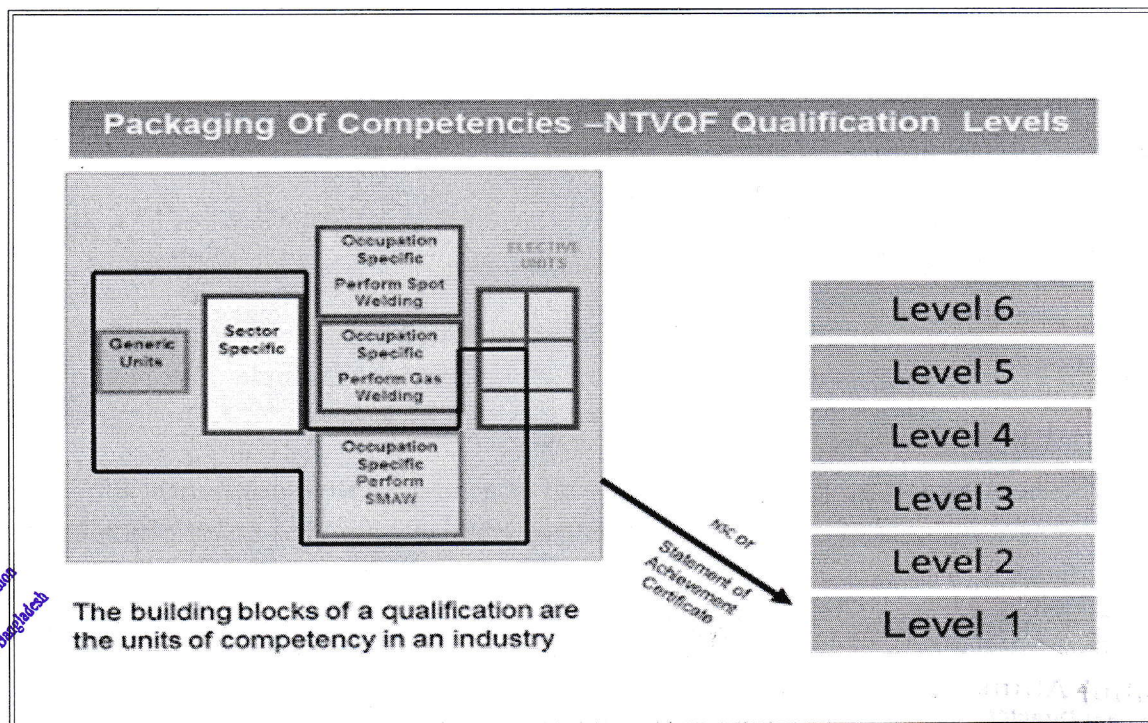 Packaging Of Competencies –NTVQF Qualification Levels
Occupation
Specific
Perform Spot
Welding
ELECTIVE
UNITS
Generic
Units
Sector
Specific
Occupation
Specific
Perform Gas
Welding
Occupation
Specific
Perform
SMAW
Level 6
Level 5
Level 4
Level 3
Level 2
Level 1
NSC or
Statement of
Achievement
Certificate
The building blocks of a qualification are
the units of competency in an industry
Bangladesh